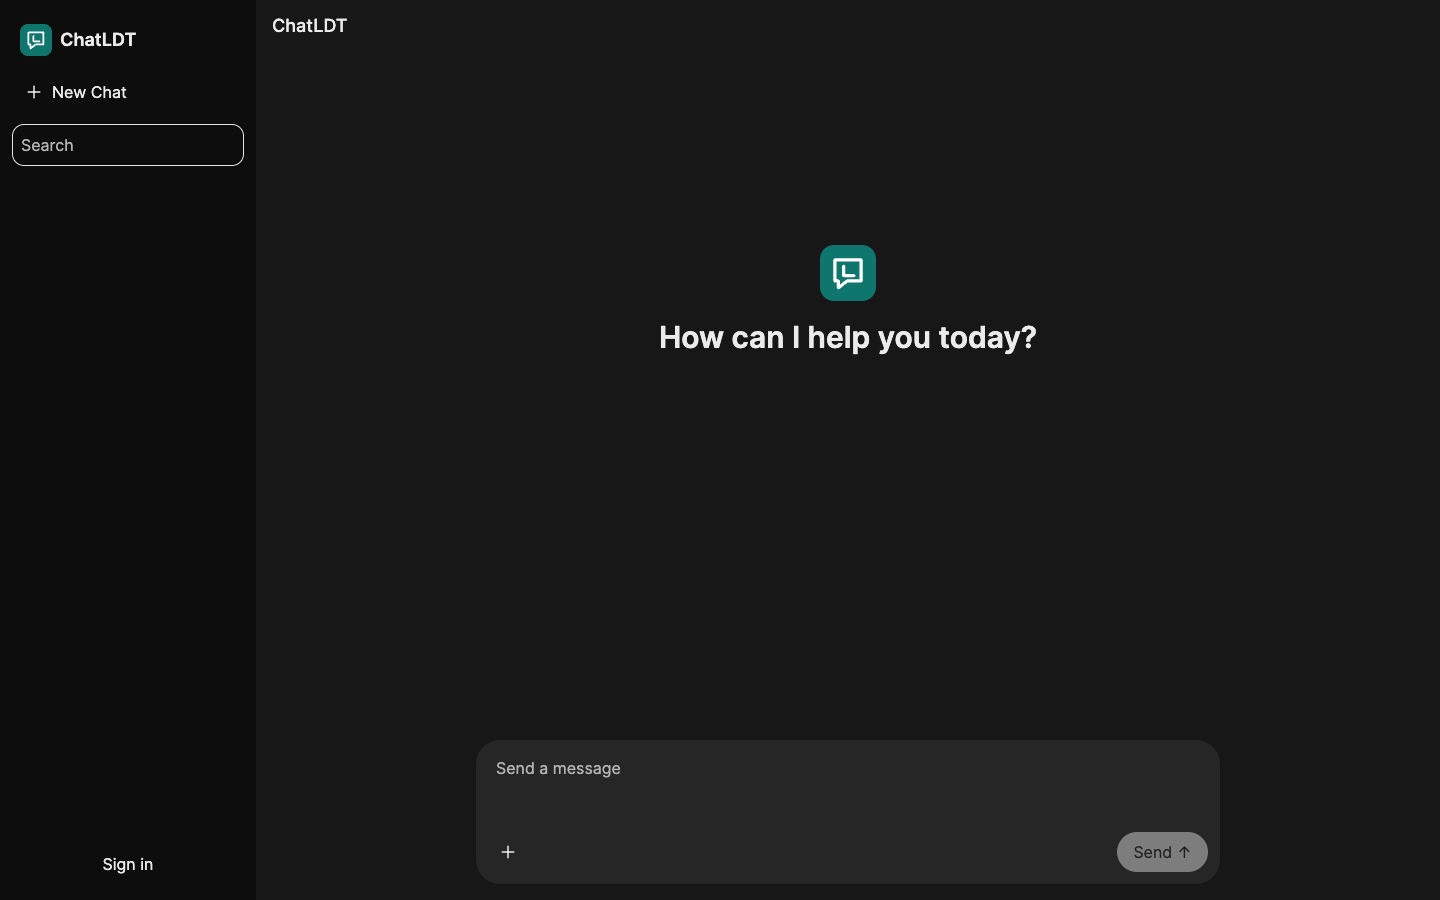 ChatLDT
New Chat
Search
Sign in
ChatLDT
How can I help you today?
Send a message
Send ↑